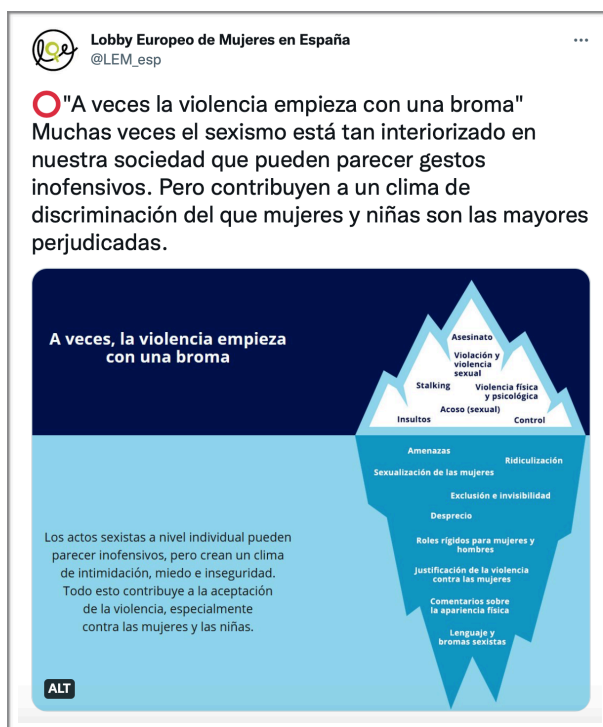 lqe
Lobby Europeo de Mujeres en España
@LEM_esp
...
⭕"A veces la violencia empieza con una broma"
Muchas veces el sexismo está tan interiorizado en
nuestra sociedad que pueden parecer gestos
inofensivos. Pero contribuyen a un clima de
discriminación del que mujeres y niñas son las mayores
perjudicadas.
A veces, la violencia empieza
con una broma
Asesinato
Violación y
violencia
sexual
Stalking
Violencia física
y psicológica
Acoso (sexual)
Insultos
Control
Amenazas
Ridiculización
Sexualización de las mujeres
Exclusión e invisibilidad
Desprecio
Roles rígidos para mujeres y
hombres
Justificación de la violencia
contra las mujeres
Comentarios sobre
la apariencia física
Lenguaje y
bromas sexistas
Los actos sexistas a nivel individual pueden
parecer inofensivos, pero crean un clima
de intimidación, miedo e inseguridad.
Todo esto contribuye a la aceptación
de la violencia, especialmente
contra las mujeres y las niñas.
ALT